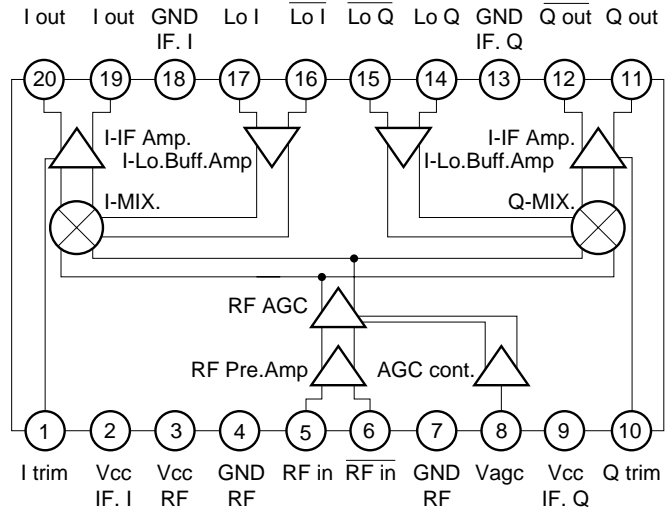 I out I out GND Lo I Lo I Lo Q Lo Q GND Q out Q out
IF. I IF. Q
20 19 18 17 16 15 14 13 12 11
I-IF Amp. I-IF Amp.
I-Lo.Buff.Amp I-Lo.Buff.Amp
I-MIX. Q-MIX.
RF AGC
RF Pre.Amp AGC cont.
1 2 3 4 5 6 7 8 9 10
I trim Vcc Vcc GND RF in RF in GND Vagc Vcc Q trim
IF. I RF RF RF IF. Q